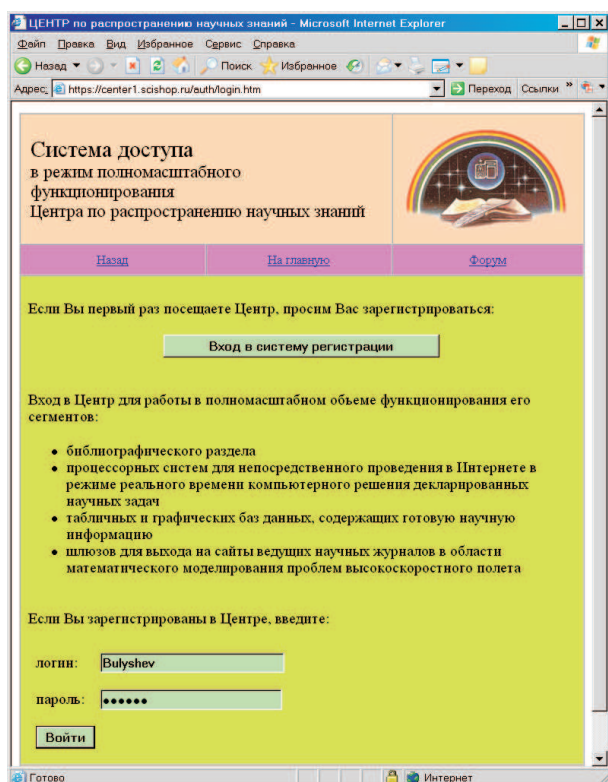 ЦЕНТР по распространению научных знаний - Microsoft Internet Explorer
Файл Правка Вид Избранное Сервис Справка
Назад Поиск Избранное
Адрес: https://center1.scishop.ru/auth/login.htm Переход Ссылки »
Система доступа
в режим полномасштабного
функционирования
Центра по распространению научных знаний
Назад На главную Форум
Если Вы первый раз посещаете Центр, просим Вас зарегистрироваться:
Вход в систему регистрации
Вход в Центр для работы в полномасштабном объеме функционирования его
сегментов:
• библиографического раздела
• процессорных систем для непосредственного проведения в Интернете в
режиме реального времени компьютерного решения декларированных
научных задач
• табличных и графических баз данных, содержащих готовую научную
информацию
• шлюзов для выхода на сайты ведущих научных журналов в области
математического моделирования проблем высокоскоростного полета
Если Вы зарегистрированы в Центре, введите:
логин: Bulyshev
пароль: ••••••
Войти
Готово Интернет